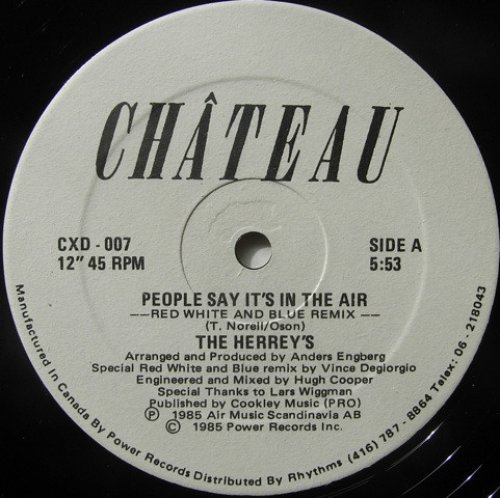 CHÂTEAU
CXD - 007
12" 45 RPM
SIDE A
5:53
PEOPLE SAY IT'S IN THE AIR
--RED WHITE AND BLUE REMIX --
(T. Norell/Oson)
THE HERREY'S
Arranged and Produced by Anders Engberg
Special Red White and Blue remix by Vince Degiorgio
Engineered and Mixed by Hugh Cooper
Special Thanks to Lars Wiggman
Published by Cookley Music (PRO)
Ⓟ 1985 Air Music Scandinavia AB
© 1985 Power Records Inc.
Manufactured In Canada By Power Records Distributed By Rhythms (416) 787 - 8864 Telex: 06 - 218043